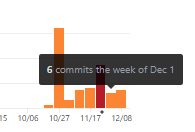 6 commits the week of Dec 1
15 10/06 10/27 11/17 12/08